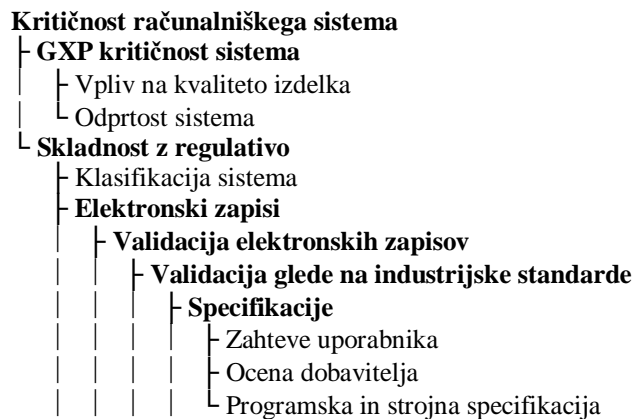 Kritičnost računalniškega sistema
GXP kritičnost sistema
Vpliv na kvaliteto izdelka
Odprtost sistema
Skladnost z regulativo
Klasifikacija sistema
Elektronski zapisi
Validacija elektronskih zapisov
Validacija glede na industrijske standarde
Specifikacije
Zahteve uporabnika
Ocena dobavitelja
Programska in strojna specifikacija